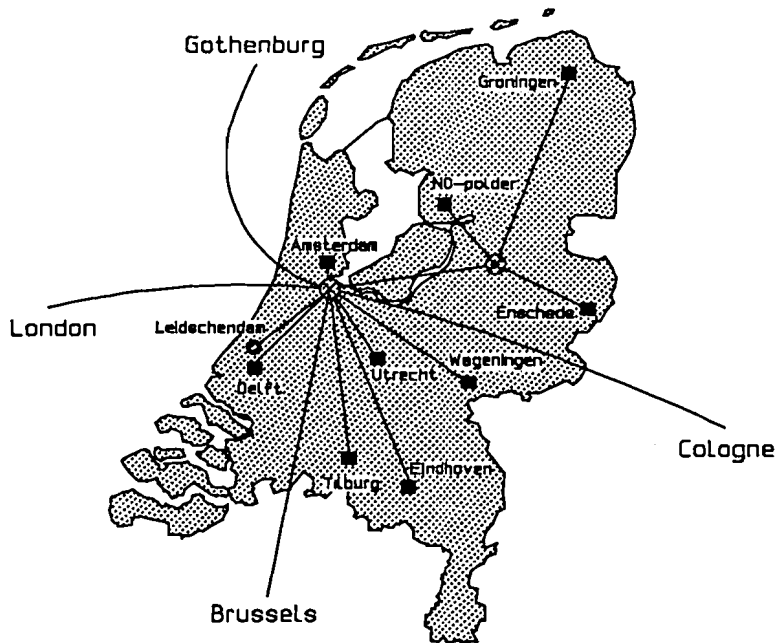 Gothenburg
Groningen
NO-polder
Amsterdam
London
Leidschendam
Enschede
Delft
Utrecht
Wageningen
Cologne
Tilburg
Eindhoven
Brussels